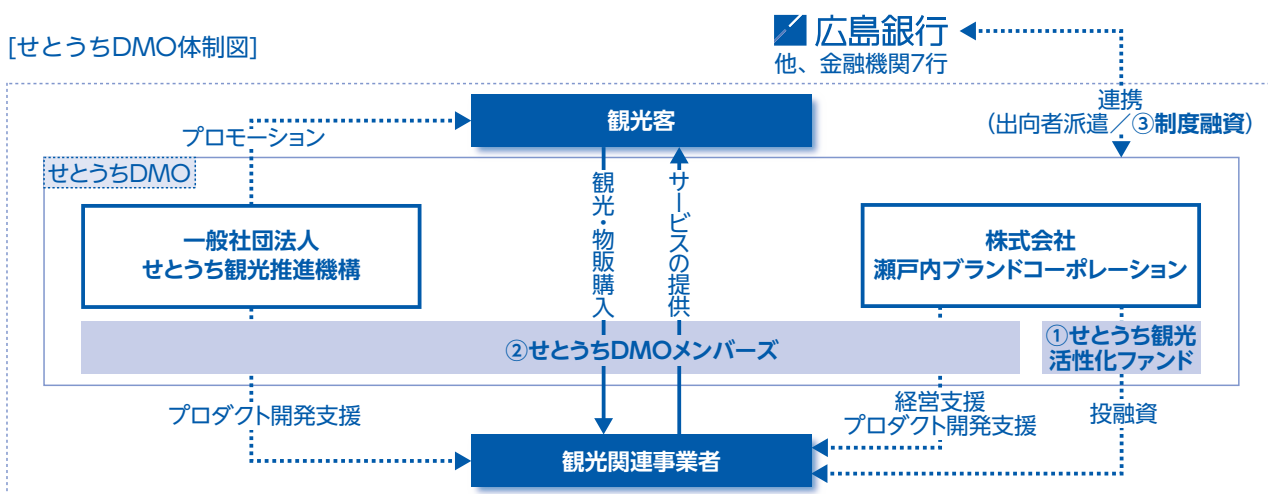 [せとうちDMO体制図]
広島銀行
他、金融機関7行
連携
(出向者派遣／③制度融資)
観光客
プロモーション
せとうちDMO
一般社団法人
せとうち観光推進機構
観光・物販購入
サービスの提供
株式会社
瀬戸内ブランドコーポレーション
②せとうちDMOメンバーズ
①せとうち観光
活性化ファンド
プロダクト開発支援
経営支援
プロダクト開発支援
投融資
観光関連事業者